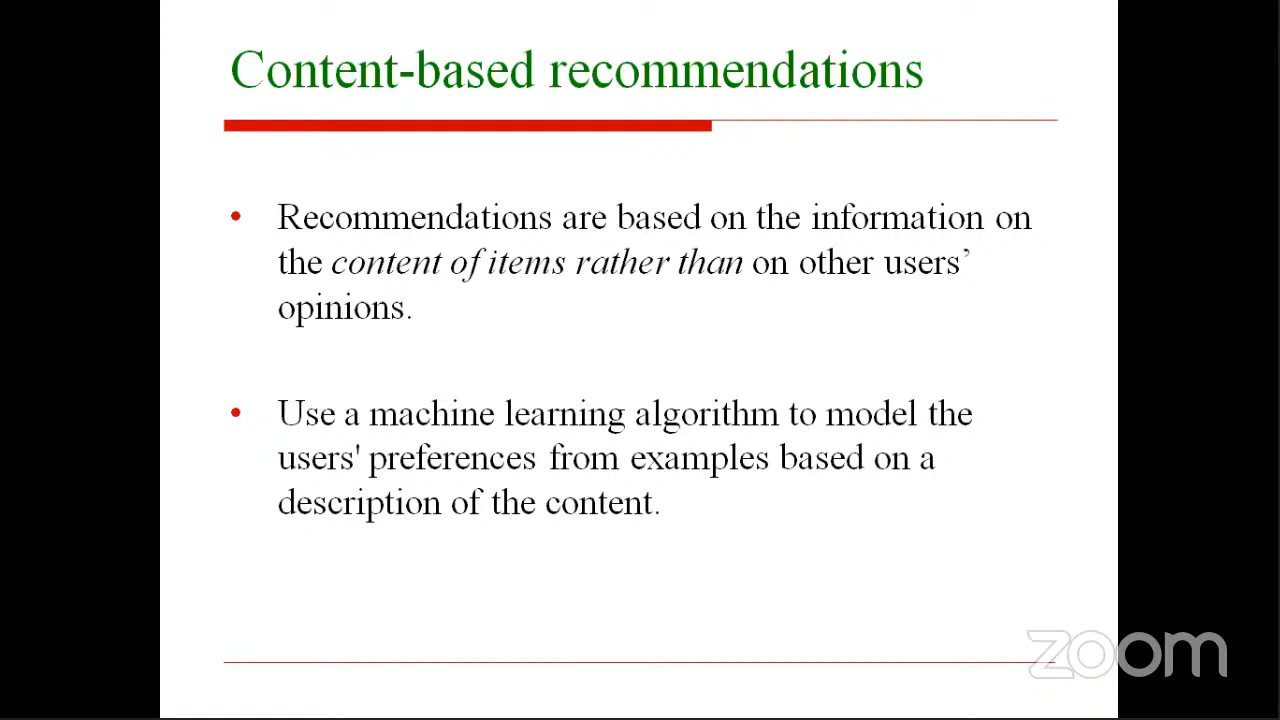 Content-based recommendations
• Recommendations are based on the information on
the content of items rather than on other users’
opinions.
• Use a machine learning algorithm to model the
users' preferences from examples based on a
description of the content.
zoom